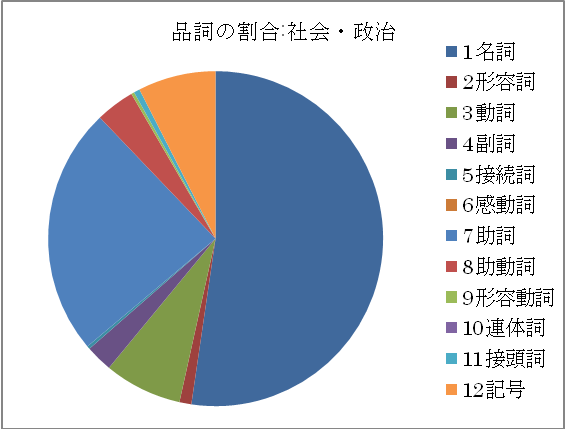 品詞の割合:社会・政治
1名詞
2形容詞
3動詞
4副詞
5接続詞
6感動詞
7助詞
8助動詞
9形容動詞
10連体詞
11接頭詞
12記号